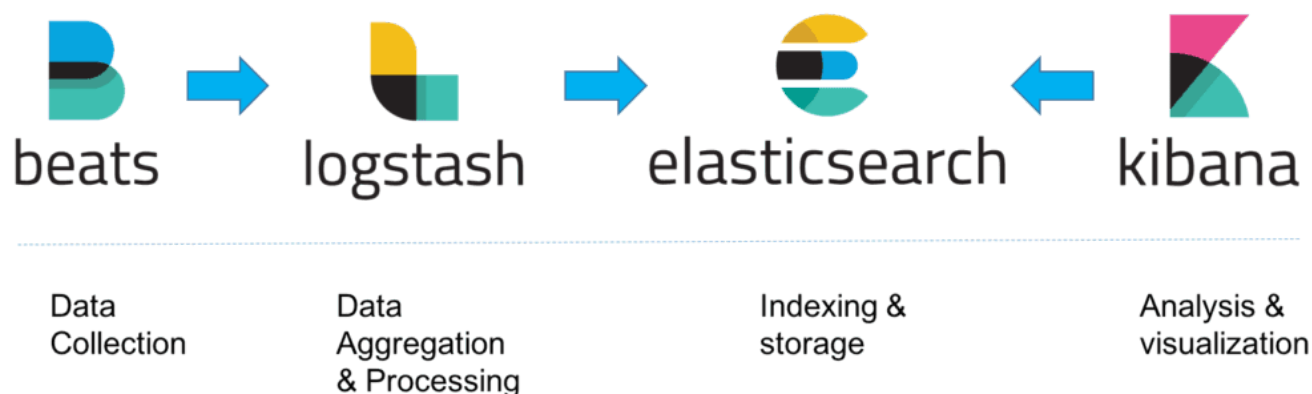 beats
logstash
elasticsearch
kibana
Data
Collection
Data
Aggregation
& Processing
Indexing &
storage
Analysis &
visualization